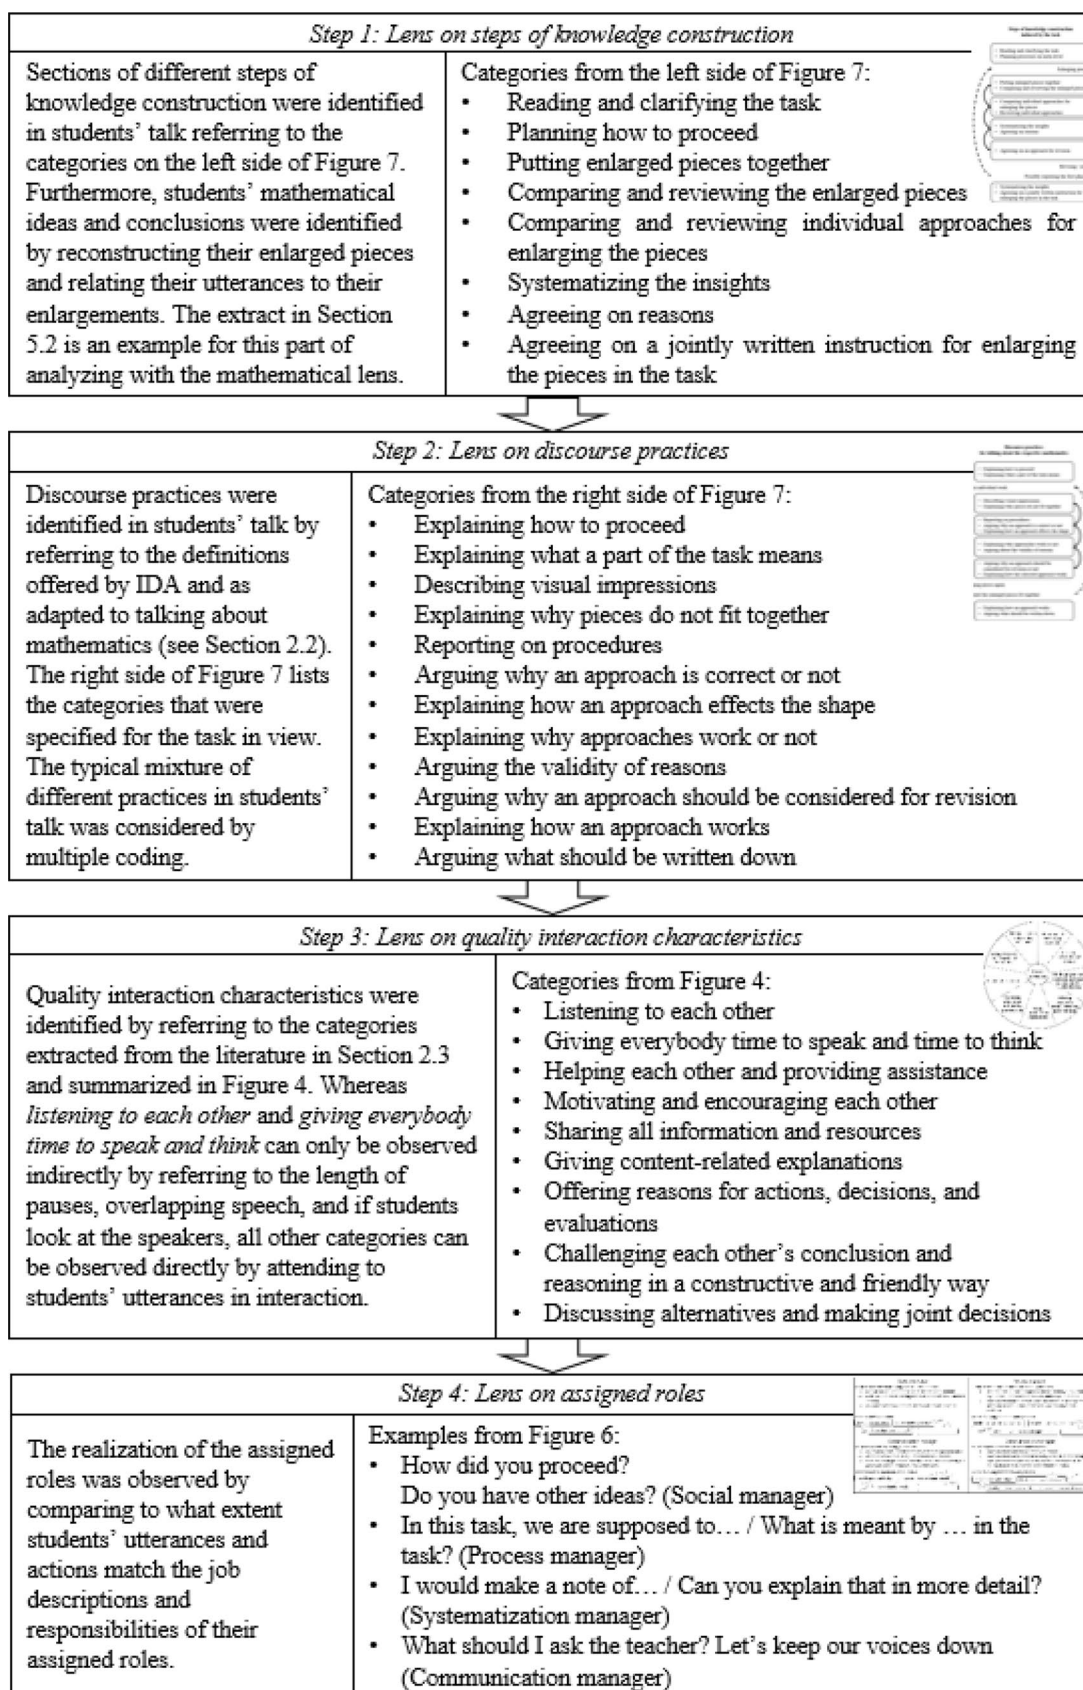 Step 1: Lens on steps of knowledge construction
Sections of different steps of
knowledge construction were identified
in students’ talk referring to the
categories on the left side of Figure 7.
Furthermore, students’ mathematical
ideas and conclusions were identified
by reconstructing their enlarged pieces
and relating their utterances to their
enlargements. The extract in Section
5.2 is an example for this part of
analyzing with the mathematical lens.
Categories from the left side of Figure 7:
• Reading and clarifying the task
• Planning how to proceed
• Putting enlarged pieces together
• Comparing and reviewing the enlarged pieces
• Comparing and reviewing individual approaches for
enlarging the pieces
• Systematizing the insights
• Agreeing on reasons
• Agreeing on a jointly written instruction for enlarging
the pieces in the task
Step 2: Lens on discourse practices
Discourse practices were
identified in students’ talk by
referring to the definitions
offered by IDA and as
adapted to talking about
mathematics (see Section 2.2).
The right side of Figure 7 lists
the categories that were
specified for the task in view.
The typical mixture of
different practices in students’
talk was considered by
multiple coding.
Categories from the right side of Figure 7:
• Explaining how to proceed
• Explaining what a part of the task means
• Describing visual impressions
• Explaining why pieces do not fit together
• Reporting on procedures
• Arguing why an approach is correct or not
• Explaining how an approach effects the shape
• Explaining why approaches work or not
• Arguing the validity of reasons
• Arguing why an approach should be considered for revision
• Explaining how an approach works
• Arguing what should be written down
Step 3: Lens on quality interaction characteristics
Quality interaction characteristics were
identified by referring to the categories
extracted from the literature in Section 2.3
and summarized in Figure 4. Whereas
listening to each other and giving everybody
time to speak and think can only be observed
indirectly by referring to the length of
pauses, overlapping speech, and if students
look at the speakers, all other categories can
be observed directly by attending to
students’ utterances in interaction.
Categories from Figure 4:
• Listening to each other
• Giving everybody time to speak and time to think
• Helping each other and providing assistance
• Motivating and encouraging each other
• Sharing all information and resources
• Giving content-related explanations
• Offering reasons for actions, decisions, and
evaluations
• Challenging each other’s conclusion and
reasoning in a constructive and friendly way
• Discussing alternatives and making joint decisions
Step 4: Lens on assigned roles
The realization of the assigned
roles was observed by
comparing to what extent
students’ utterances and
actions match the job
descriptions and
responsibilities of their
assigned roles.
Examples from Figure 6:
• How did you proceed?
Do you have other ideas? (Social manager)
• In this task, we are supposed to… / What is meant by … in the
task? (Process manager)
• I would make a note of… / Can you explain that in more detail?
(Systematization manager)
• What should I ask the teacher? Let’s keep our voices down
(Communication manager)